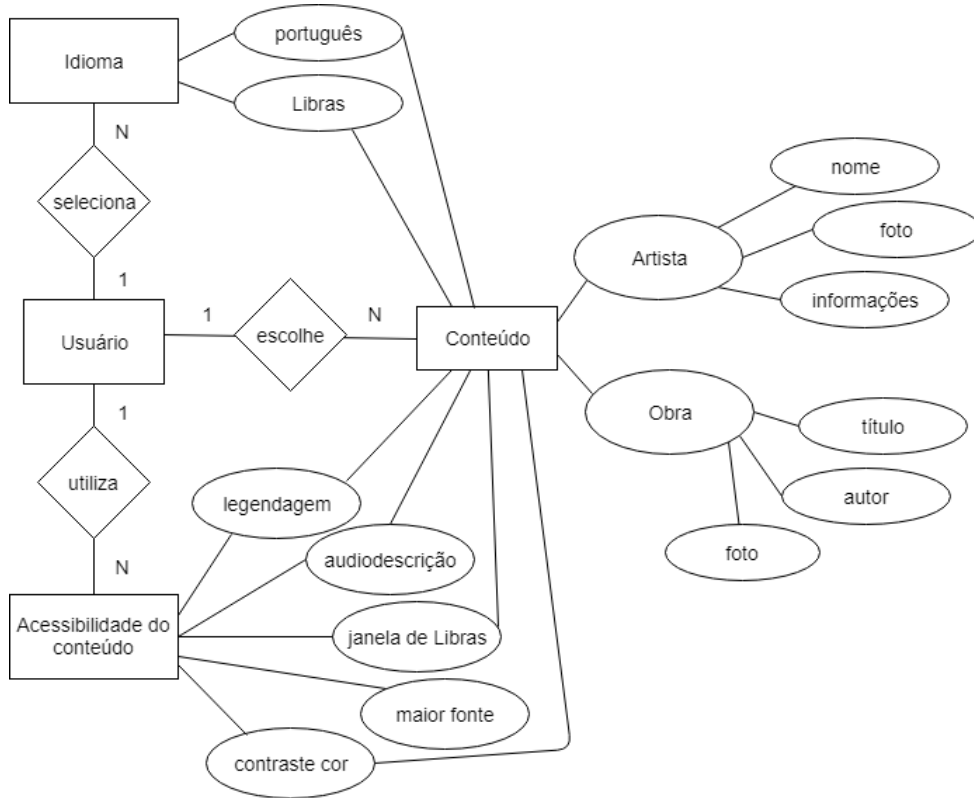 português
Idioma
Libras
N
nome
seleciona
foto
Artista
1
informações
1
N
Usuário
escolhe
Conteúdo
1
Obra
título
utiliza
legendagem
autor
foto
audiodescrição
N
Acessibilidade do
conteúdo
janela de Libras
maior fonte
contraste cor